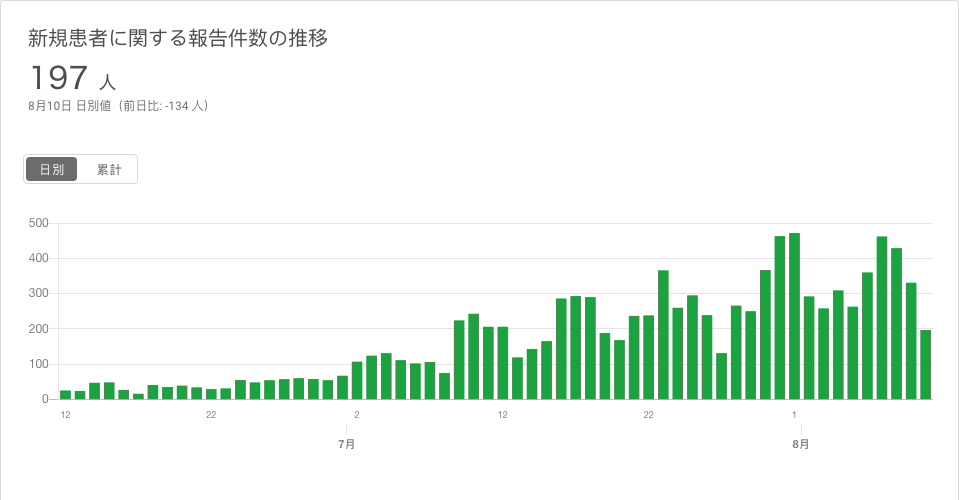 新規患者に関する報告件数の推移
197 人
8月10日 日別値（前日比: -134 人）
日別 累計
500
400
300
200
100
0
12 22 2 12 22 1
7月 8月